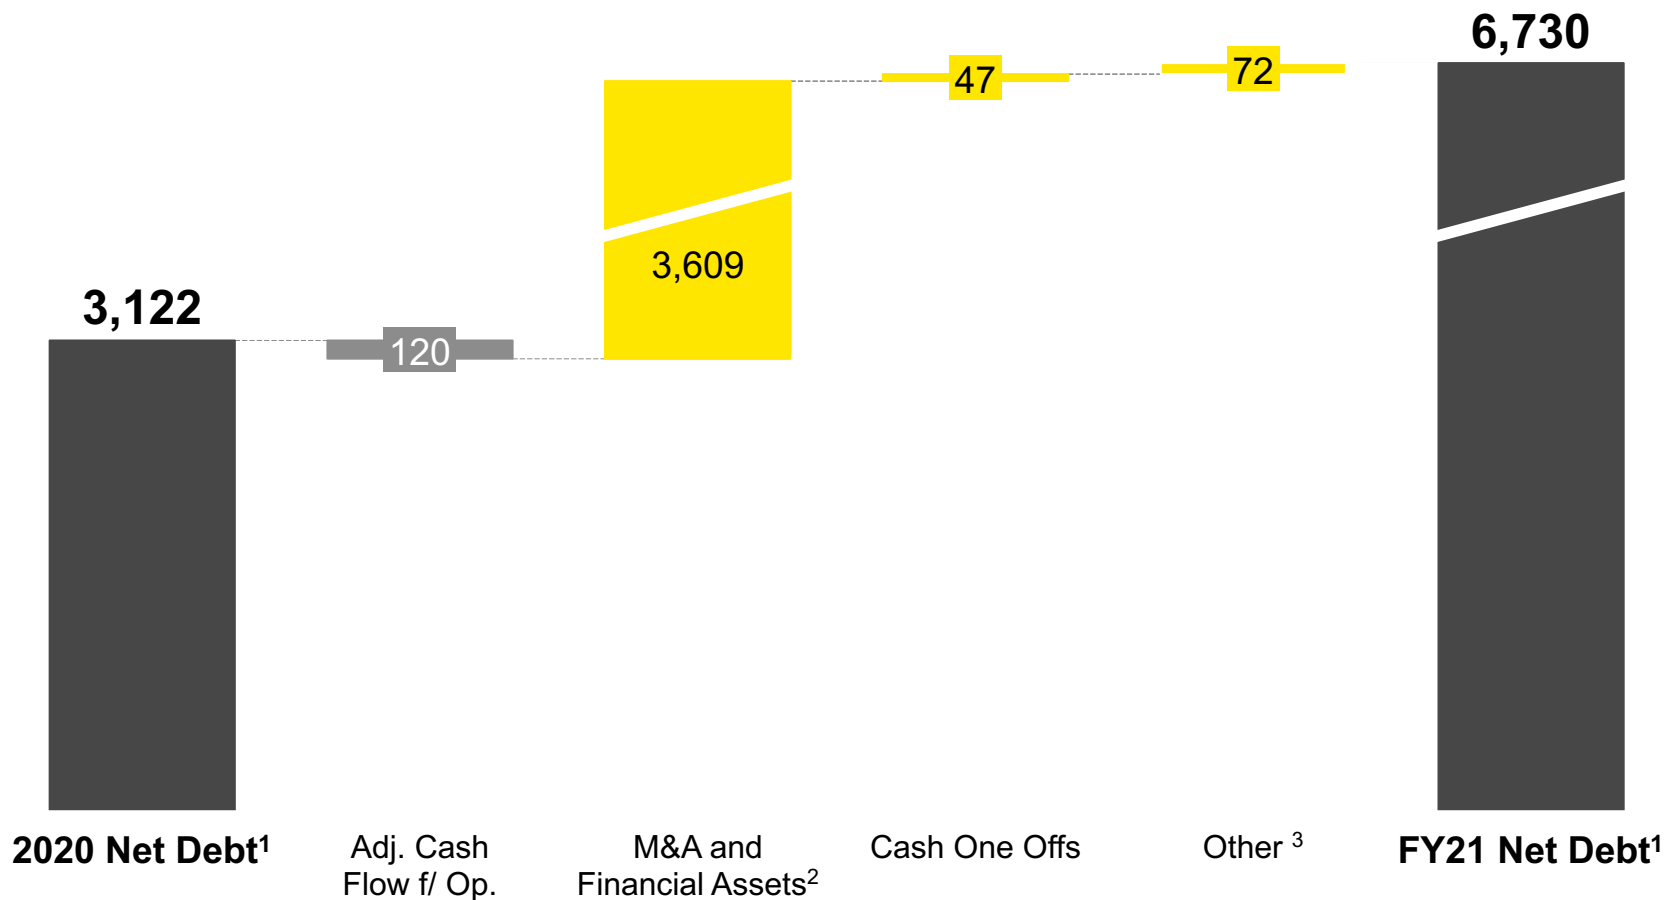 6,730
47
72
3,609
3,122
120
2020 Net Debt¹
Adj. Cash
Flow f/ Op.
M&A and
Financial Assets²
Cash One Offs
Other ³
FY21 Net Debt¹